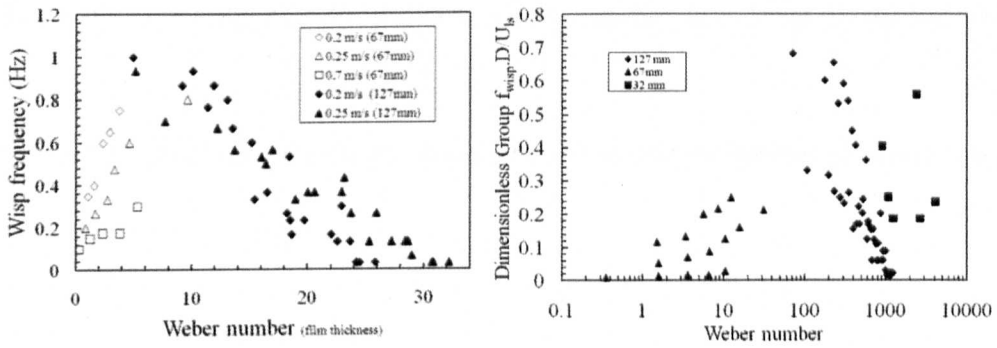 Wisp frequency (Hz)
1.2
1
0.8
0.6
0.4
0.2
0
0
10
20
30
Weber number (film thickness)
0.2 m/s (67mm)
0.25 m/s (67mm)
0.7 m/s (67mm)
0.2 m/s (127mm)
0.25 m/s (127mm)
Dimensionless Group fwisp.D/Uls
0.8
0.7
0.6
0.5
0.4
0.3
0.2
0.1
0
0.1
1
10
100
1000
10000
Weber number
127 mm
67mm
32 mm